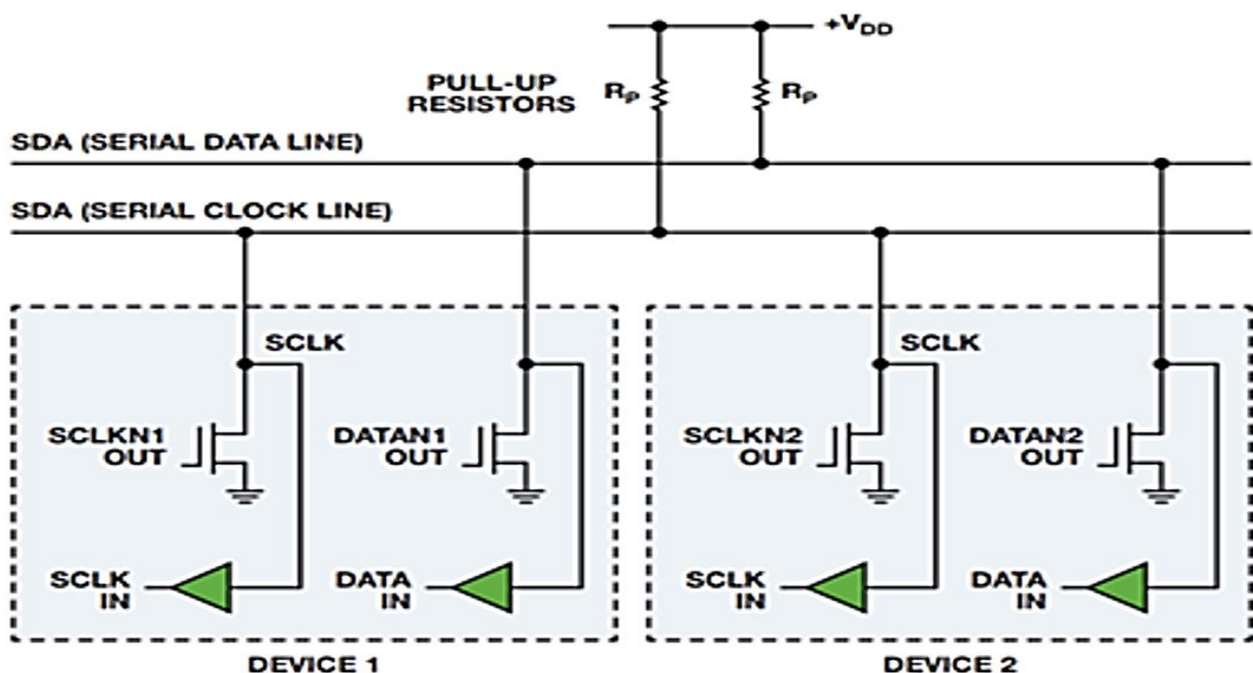 +VDD
PULL-UP
RESISTORS
RP
RP
SDA (SERIAL DATA LINE)
SDA (SERIAL CLOCK LINE)
SCLK
SCLK
SCLKN1
OUT
DATAN1
OUT
SCLKN2
OUT
DATAN2
OUT
SCLK
IN
DATA
IN
SCLK
IN
DATA
IN
DEVICE 1
DEVICE 2